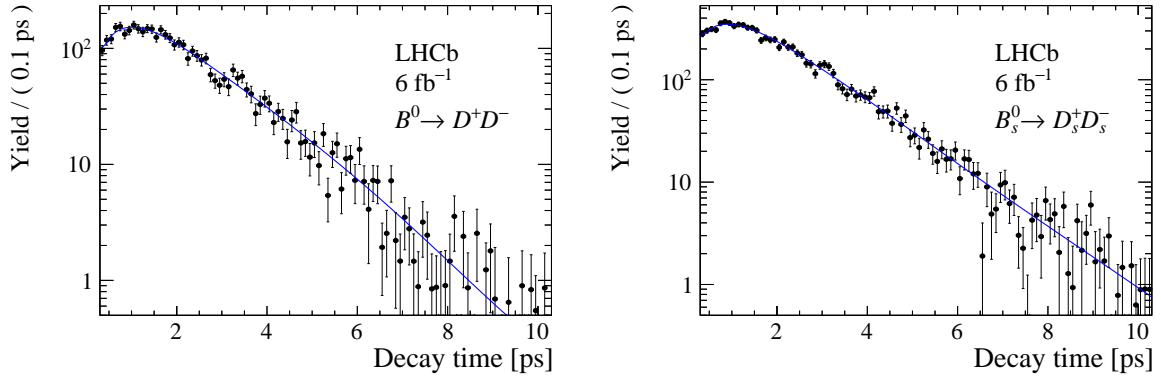 Yield / ( 0.1 ps )
10²
10
1
LHCb
6 fb⁻¹
B⁰→ D⁺D⁻
2 4 6 8 10
Decay time [ps]
Yield / ( 0.1 ps )
10²
10
1
LHCb
6 fb⁻¹
B⁰ₛ→ D⁺ₛD⁻ₛ
2 4 6 8 10
Decay time [ps]